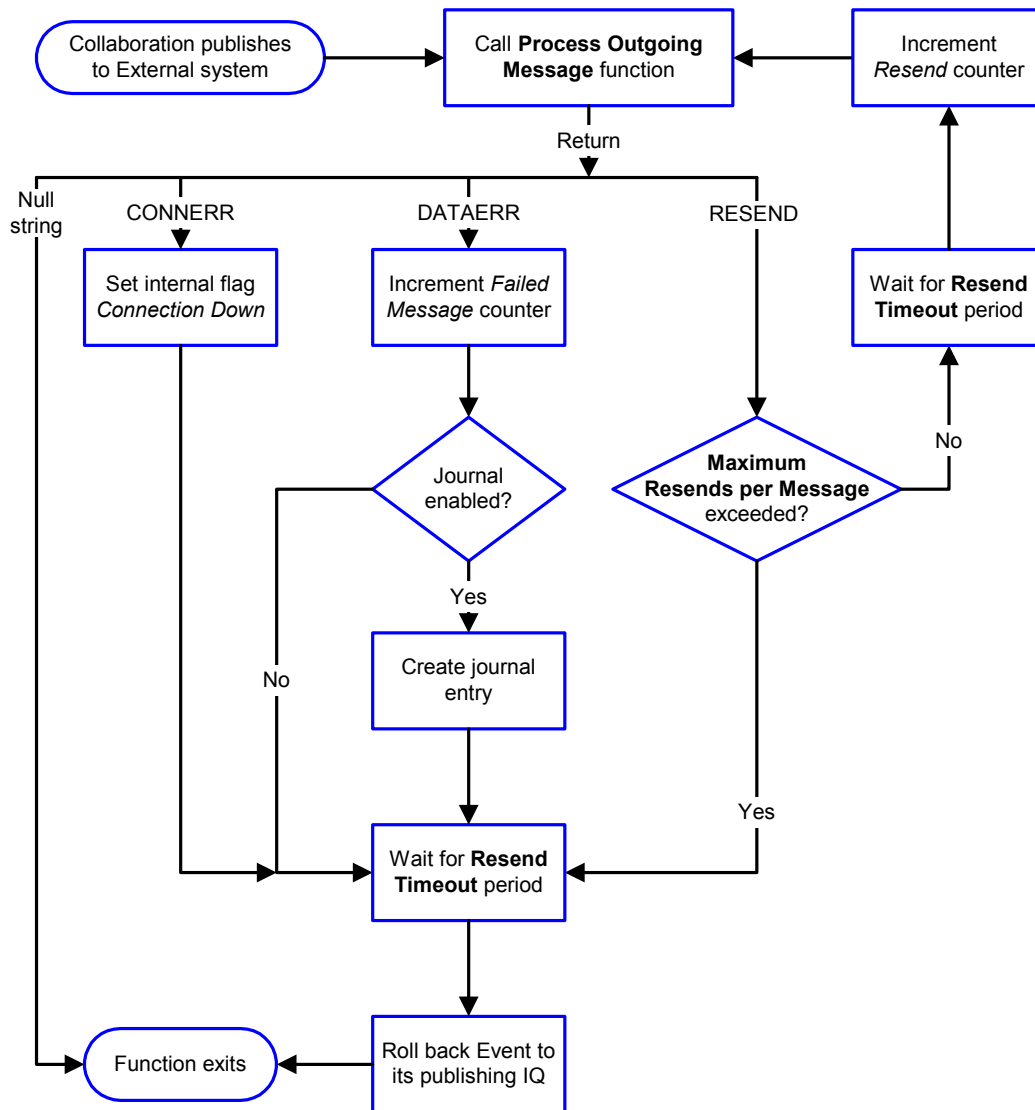 Collaboration publishes
to External system
Call Process Outgoing
Message function
Increment
Resend counter
Return
Null
string
CONNERR
DATAERR
RESEND
Set internal flag
Connection Down
Increment Failed
Message counter
Wait for Resend
Timeout period
No
Journal
enabled?
Maximum
Resends per Message
exceeded?
Yes
No
Create journal
entry
Yes
Wait for Resend
Timeout period
Function exits
Roll back Event to
its publishing IQ